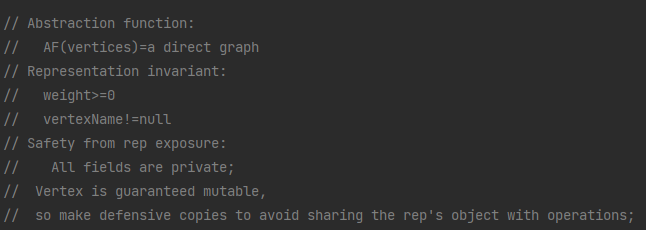 // Abstraction function:
//   AF(vertices)=a direct graph
// Representation invariant:
//   weight>=0
//   vertexName!=null
// Safety from rep exposure:
//    All fields are private;
//  Vertex is guaranteed mutable,
//  so make defensive copies to avoid sharing the rep's object with operations;